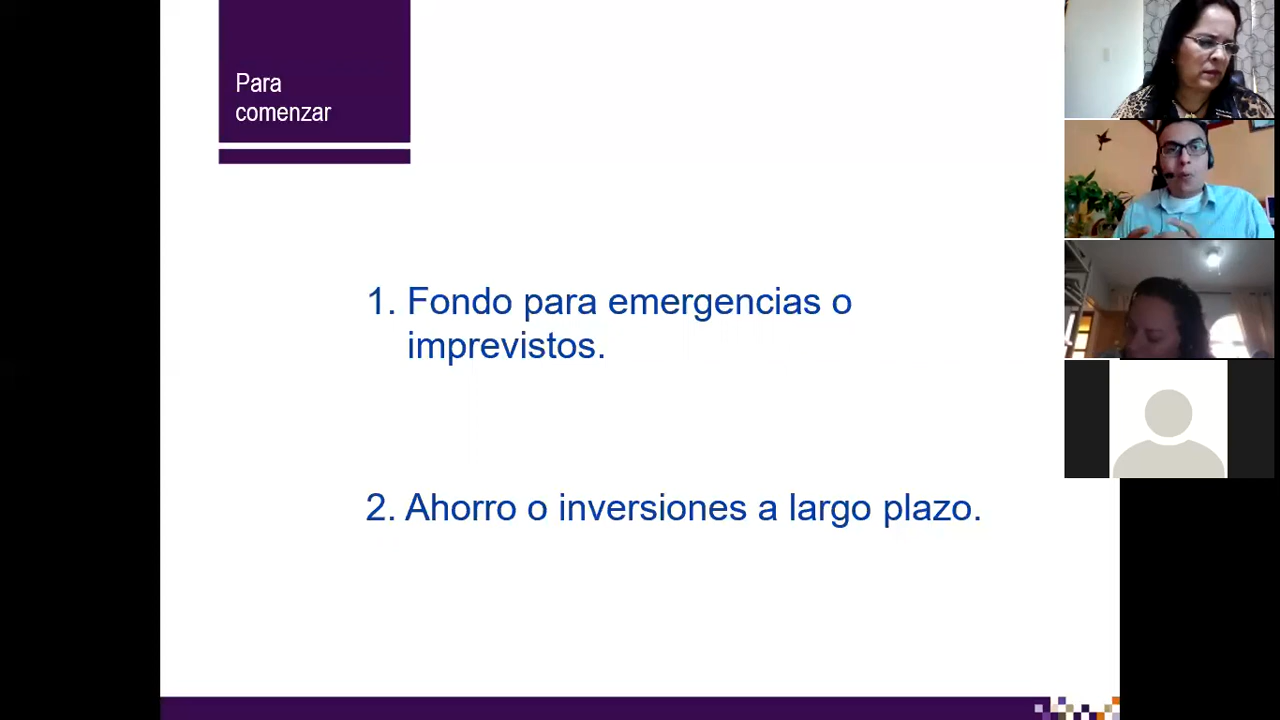 Para
comenzar
1. Fondo para emergencias o
imprevistos.
2. Ahorro o inversiones a largo plazo.